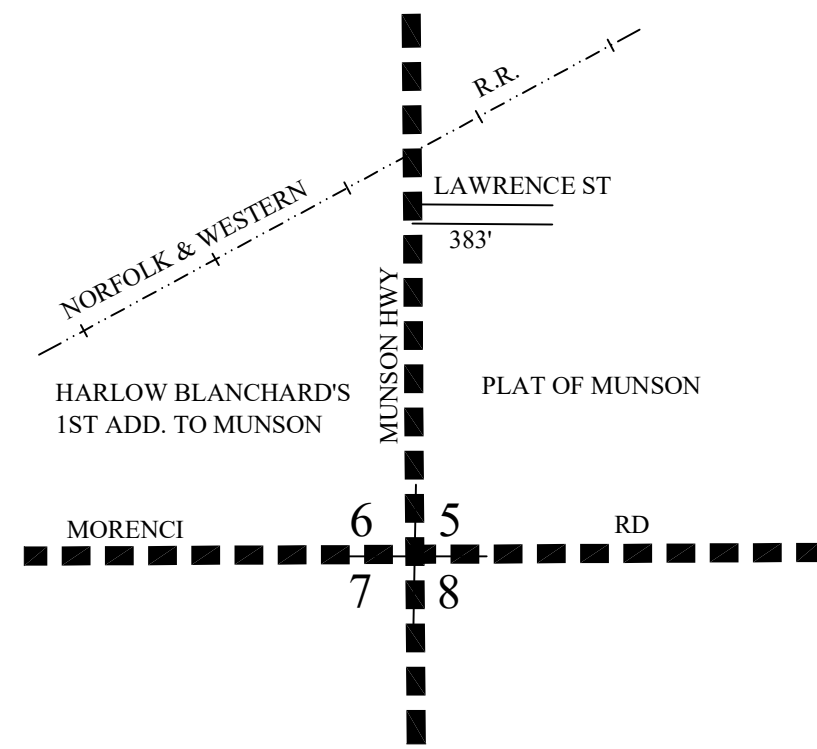 R.R.
NORFOLK & WESTERN
LAWRENCE ST
383'
MUNSON HWY
HARLOW BLANCHARD'S
1ST ADD. TO MUNSON
PLAT OF MUNSON
MORENCI
6
5
RD
7
8